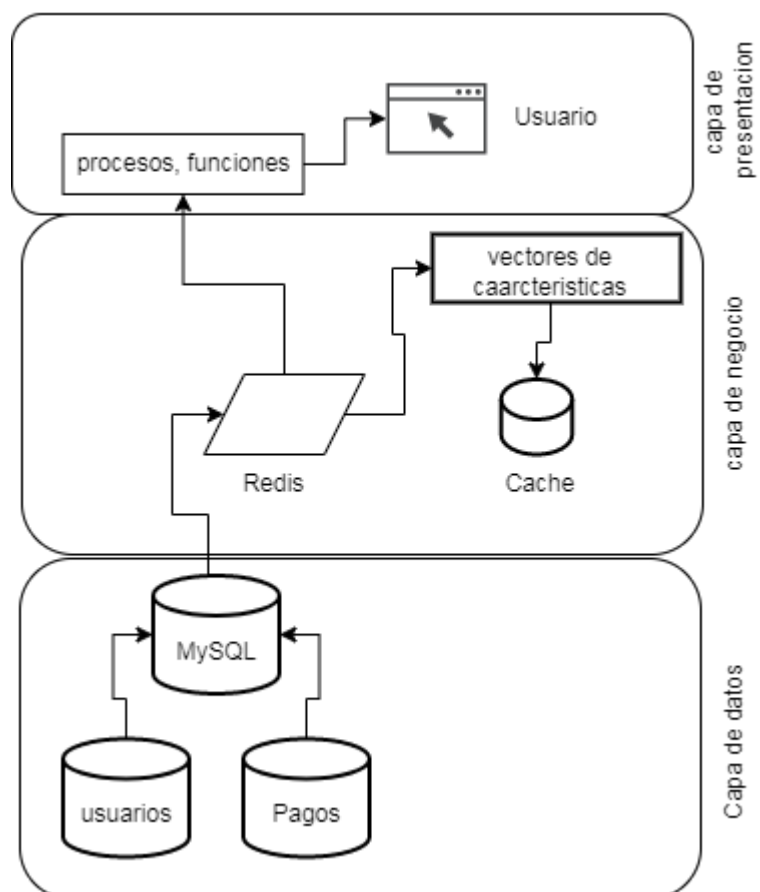 capa de
presentacion
Usuario
procesos, funciones
capa de negocio
vectores de
caarcteristicas
Redis
Cache
Capa de datos
MySQL
usuarios
Pagos